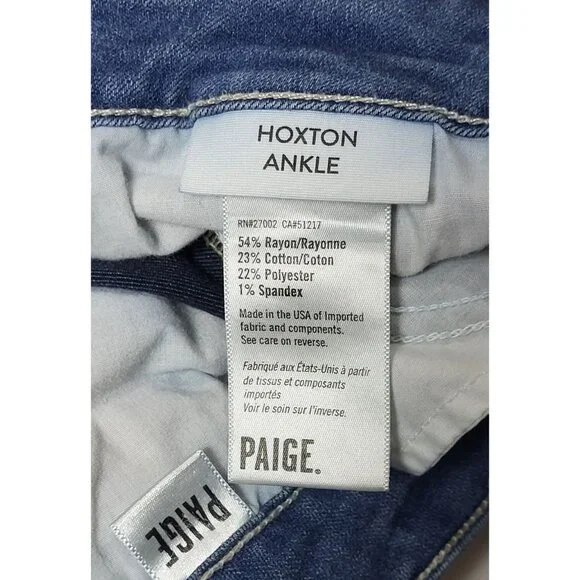 HOXTON
ANKLE
RN#27002 CA#51217
54% Rayon/Rayonne
23% Cotton/Coton
22% Polyester
1% Spandex
Made in the USA of Imported
fabric and components.
See care on reverse.
Fabriqué aux États-Unis à partir
de tissus et composants
importés
Voir le soin sur l'inverse.
PAIGE.
PAIGE